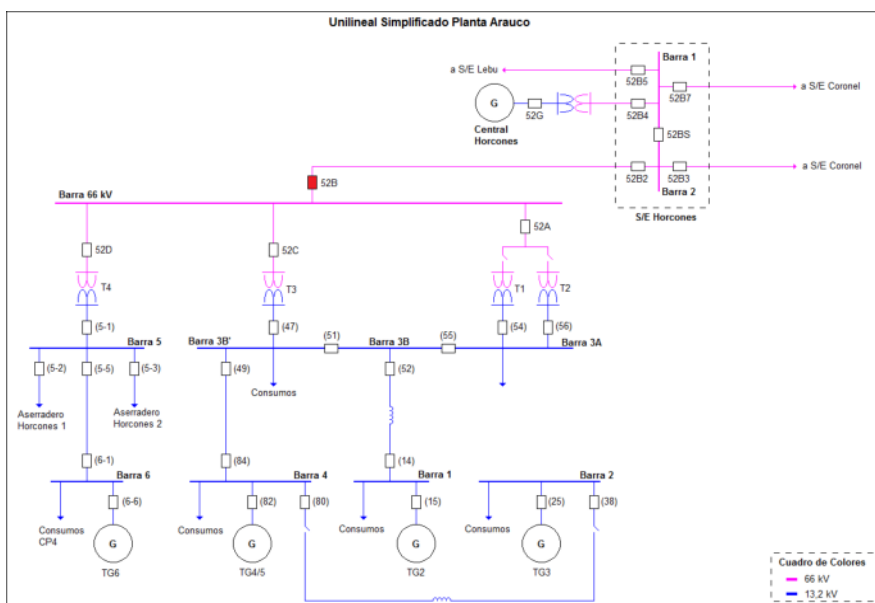 Unilineal Simplificado Planta Arauco
Barra 1
a S/E Lebu
52B5
52B7
a S/E Coronel
G
52G
52B4
Central
Horcones
52BS
52B
52B2
52B3
a S/E Coronel
Barra 2
Barra 66 kV
S/E Horcones
52D
52C
52A
T4
T3
T1
T2
(5-1)
(47)
(51)
(55)
(54)
(56)
Barra 5
Barra 3B'
Barra 3B
Barra 3A
(5-2)
(5-5)
(5-3)
(49)
(52)
Consumos
Aserradero
Horcones 1
Aserradero
Horcones 2
(6-1)
(84)
(14)
Barra 6
Barra 4
Barra 1
Barra 2
(6-6)
(82)
(80)
(15)
(25)
(38)
Consumos
CP4
Consumos
Consumos
Consumos
G
G
G
G
TG6
TG4/5
TG2
TG3
Cuadro de Colores
66 kV
13,2 kV